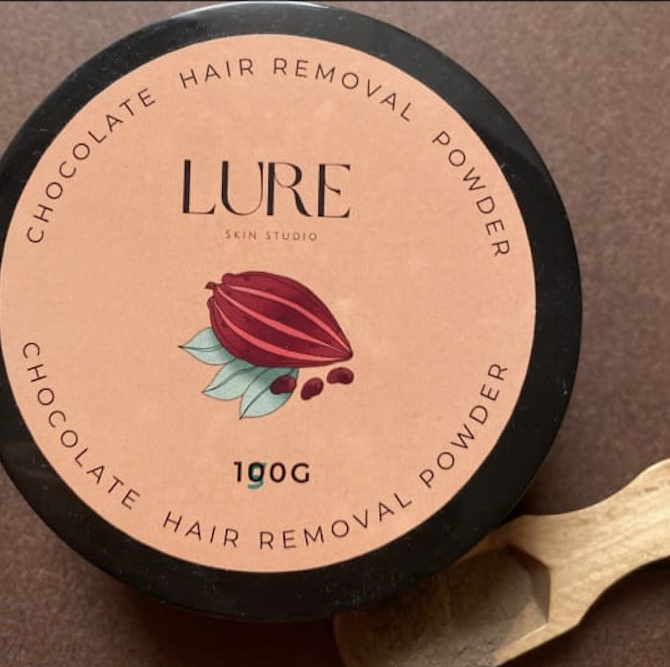 CHOCOLATE HAIR REMOVAL POWDER
LURE
SKIN STUDIO
100G
CHOCOLATE HAIR REMOVAL POWDER